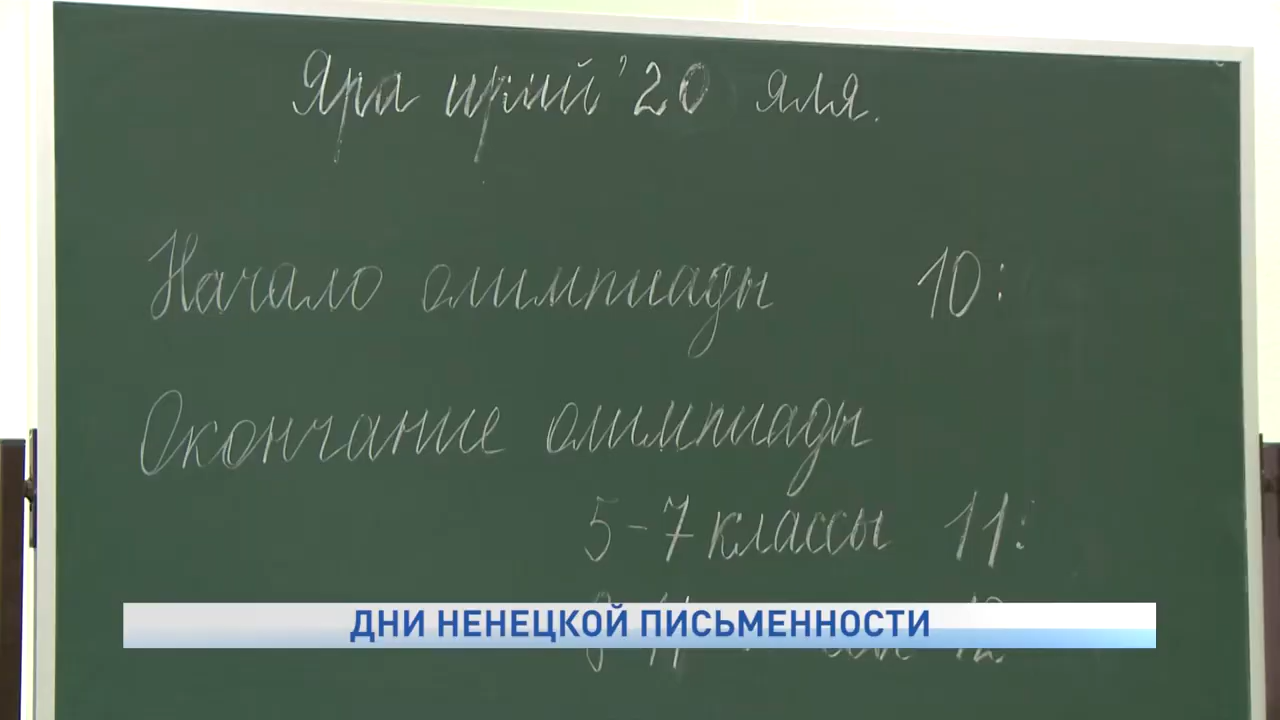 Яра ирий' 20 яля.
Начало олимпиады 10:
Окончание олимпиады
5-7 классы 11:
ДНИ НЕНЕЦКОЙ ПИСЬМЕННОСТИ